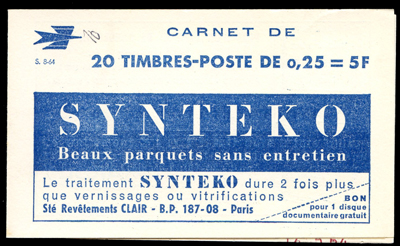 CARNET DE
S. 8-64
20 TIMBRES-POSTE DE 0,25 = 5F
SYNTEKO
Beaux parquets sans entretien
Le traitement SYNTEKO dure 2 fois plus
que vernissages ou vitrifications
Sté Revêtements CLAIR - B.P. 187-08 - Paris
BON
pour 1 disque
documentaire gratuit